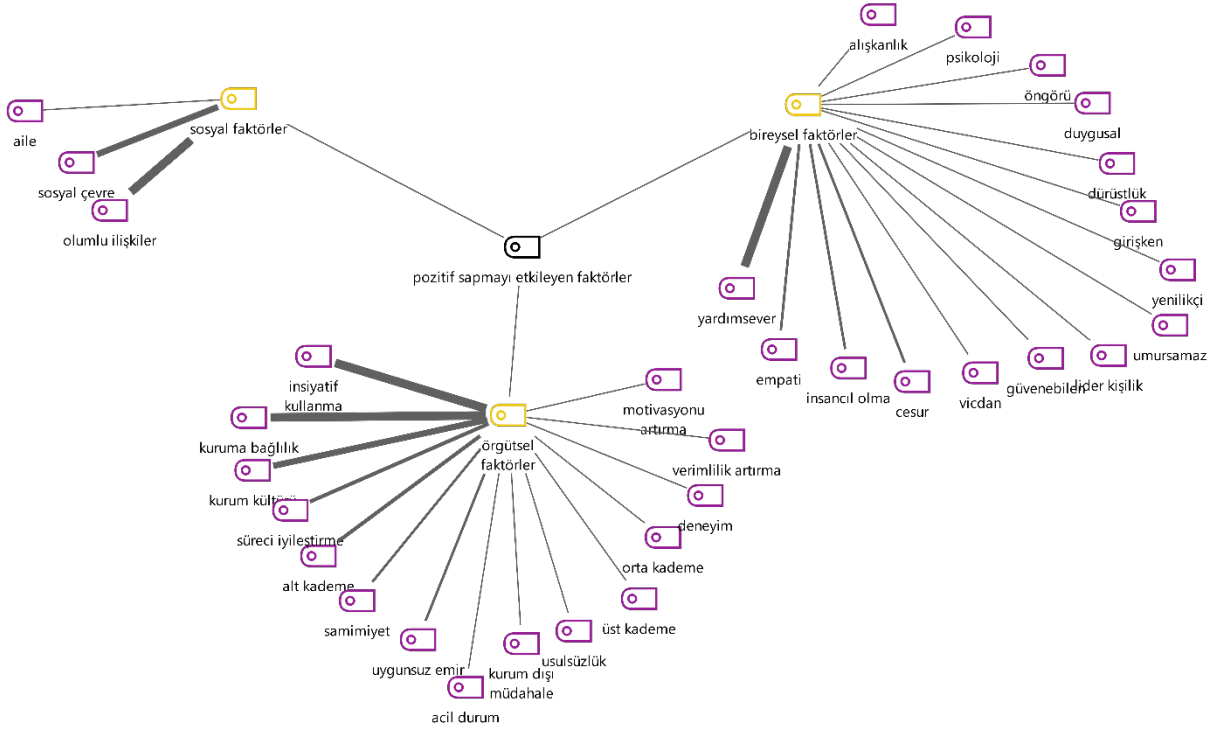 alışkanlık
psikoloji
öngörü
duygusal
dürüstlük
girişken
yenilikçi
umursamaz
lider kişilik
güvenebilen
vicdan
cesur
insancıl olma
empati
yardımsever
bireysel faktörler
sosyal faktörler
aile
sosyal çevre
olumlu ilişkiler
pozitif sapmayı etkileyen faktörler
insiyatif
kullanma
kuruma bağlılık
kurum kültürü
süreci iyileştirme
alt kademe
samimiyet
uygunsuz emir
acil durum
kurum dışı
müdahale
usulsüzlük
üst kademe
orta kademe
deneyim
verimlilik artırma
motivasyonu
artırma
örgütsel
faktörler